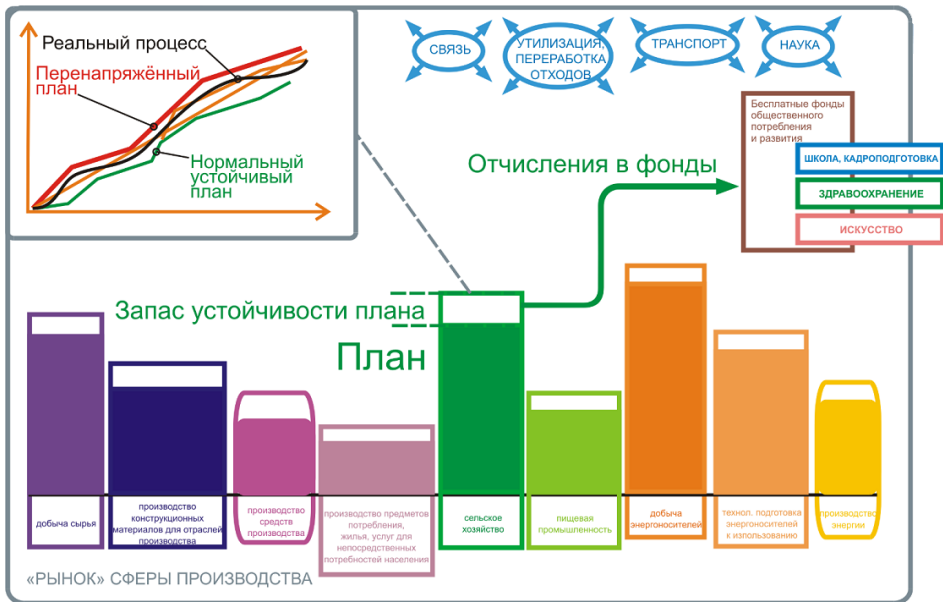 Реальный процесс
Перенапряжённый
план
Нормальный
устойчивый
план
СВЯЗЬ
УТИЛИЗАЦИЯ,
ПЕРЕРАБОТКА
ОТХОДОВ
ТРАНСПОРТ
НАУКА
Бесплатные фонды
общественного
потребления
и развития
ШКОЛА, КАДРОПОДГОТОВКА
ЗДРАВООХРАНЕНИЕ
ИСКУССТВО
Отчисления в фонды
Запас устойчивости плана
План
добыча сырья
производство
конструкционных
материалов для отраслей
производства
производство
средств
производства
производство предметов
потребления,
жилья, услуг для
непосредственных
потребностей населения
сельское
хозяйство
пищевая
промышленность
добыча
энергоносителей
технол. подготовка
энергоносителей
к изпользованию
производство
энергии
«РЫНОК» СФЕРЫ ПРОИЗВОДСТВА